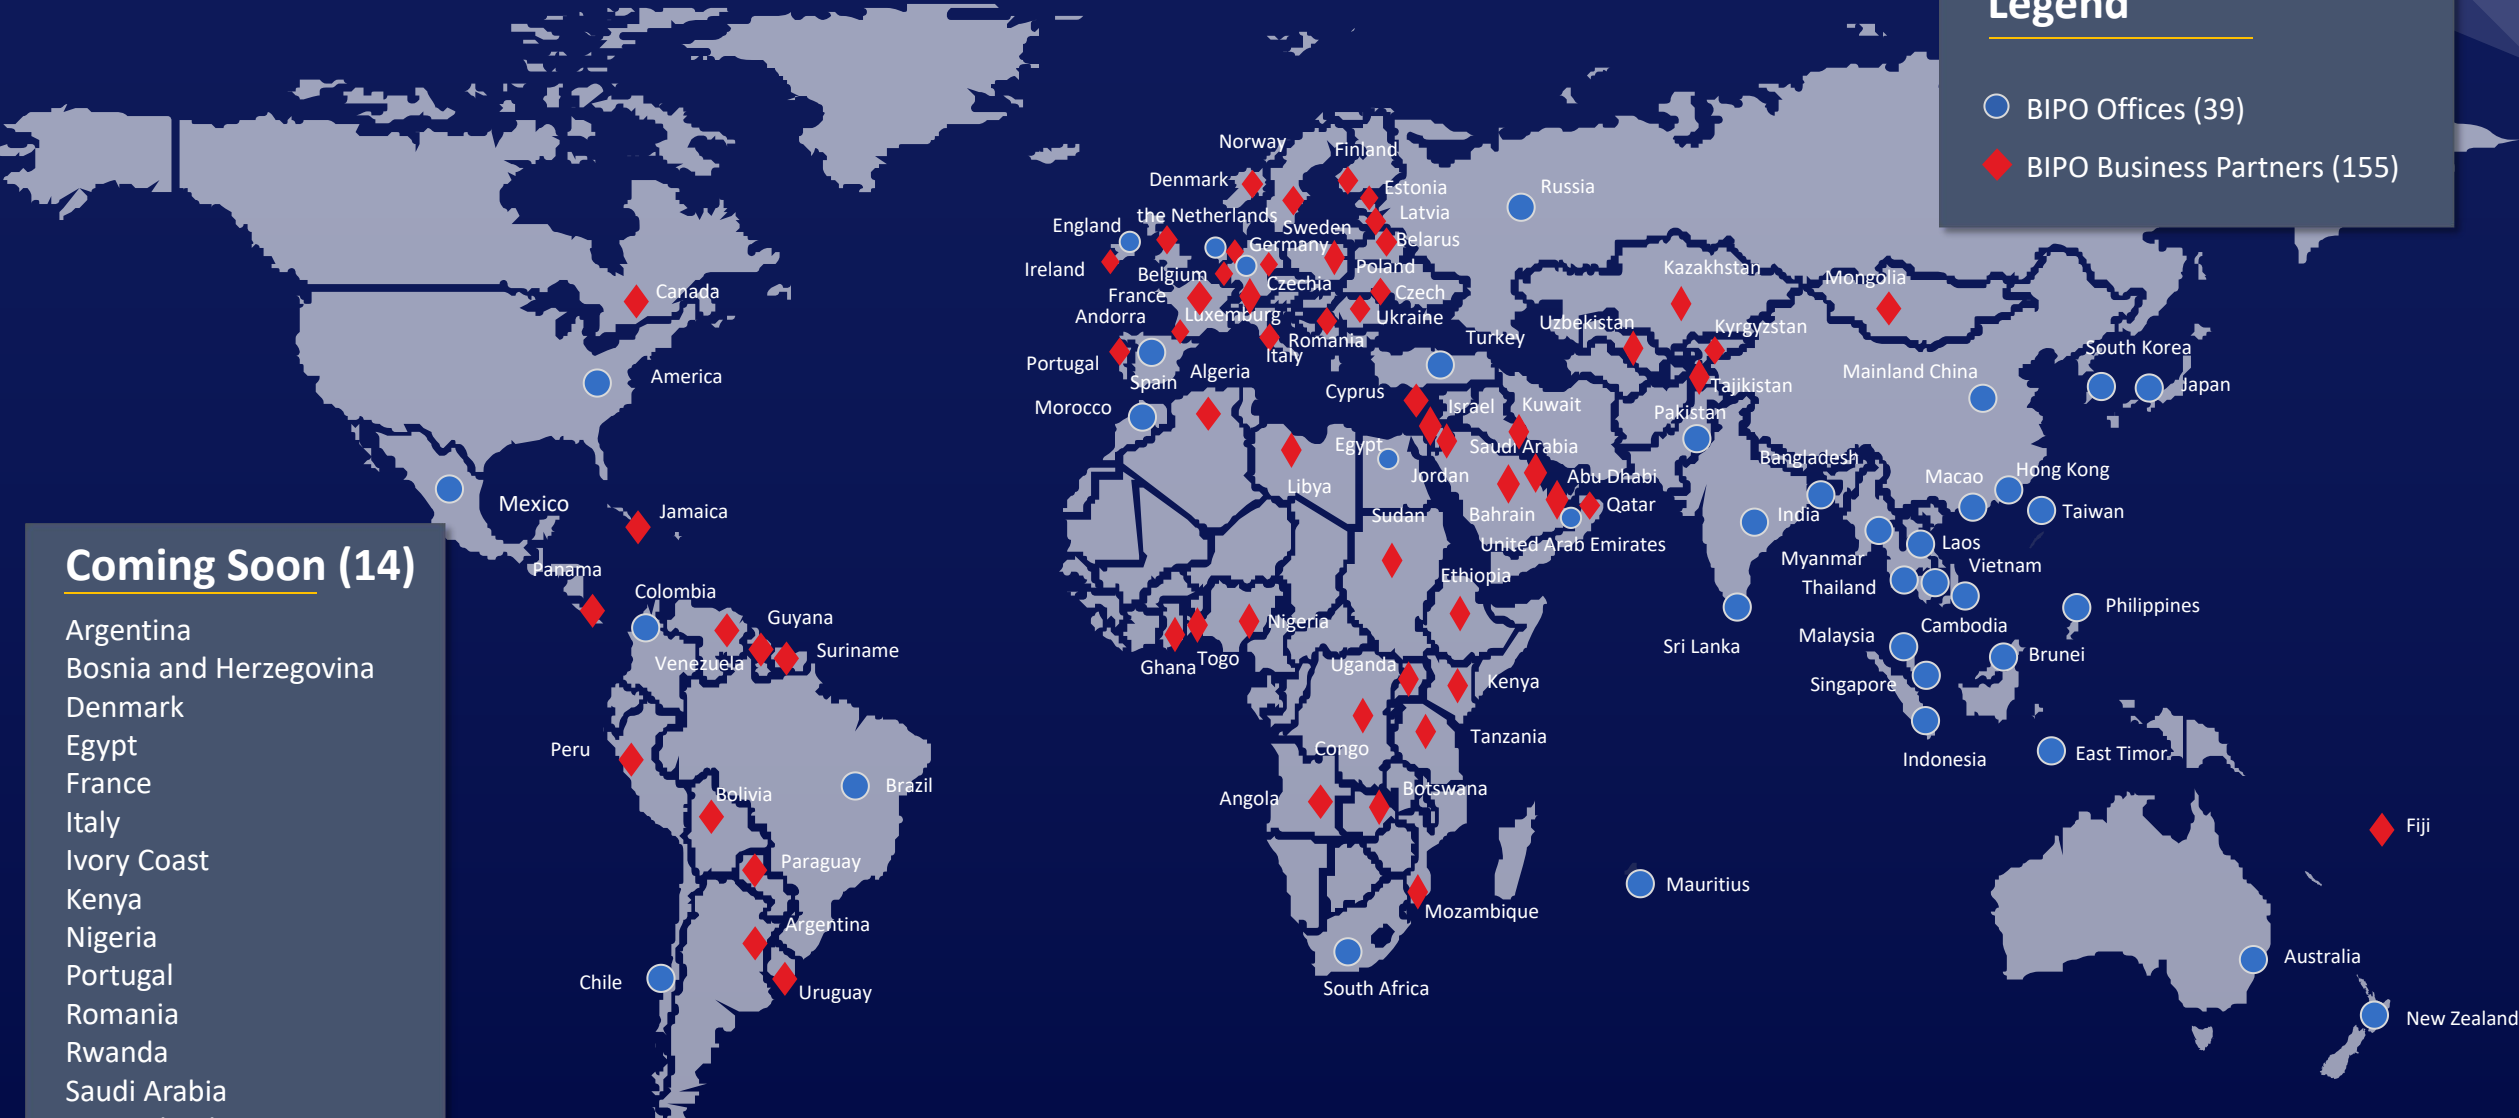 Legend
BIPO Offices (39)
BIPO Business Partners (155)
Norway
Finland
Denmark
Estonia
Russia
the Netherlands
Latvia
England
Sweden
Belarus
Germany
Ireland
Belgium
Poland
Kazakhstan
Mongolia
Canada
France
Czechia
Czech
Andorra
Luxemburg
Ukraine
Uzbekistan
Kyrgyzstan
Romania
Turkey
South Korea
Portugal
Italy
America
Spain
Algeria
Mainland China
Japan
Cyprus
Tajikistan
Morocco
Israel
Kuwait
Pakistan
Egypt
Saudi Arabia
Bangladesh
Hong Kong
Jordan
Abu Dhabi
Macao
Libya
Mexico
Jamaica
Sudan
Bahrain
Qatar
India
Taiwan
United Arab Emirates
Laos
Myanmar
Vietnam
Panama
Ethiopia
Thailand
Colombia
Philippines
Guyana
Nigeria
Cambodia
Malaysia
Venezuela
Suriname
Ghana
Togo
Uganda
Sri Lanka
Brunei
Kenya
Singapore
Peru
Congo
Tanzania
Indonesia
East Timor
Bolivia
Brazil
Angola
Botswana
Fiji
Paraguay
Mauritius
Argentina
Mozambique
Chile
Uruguay
South Africa
Australia
New Zealand
Coming Soon (14)
Argentina
Bosnia and Herzegovina
Denmark
Egypt
France
Italy
Ivory Coast
Kenya
Nigeria
Portugal
Romania
Rwanda
Saudi Arabia